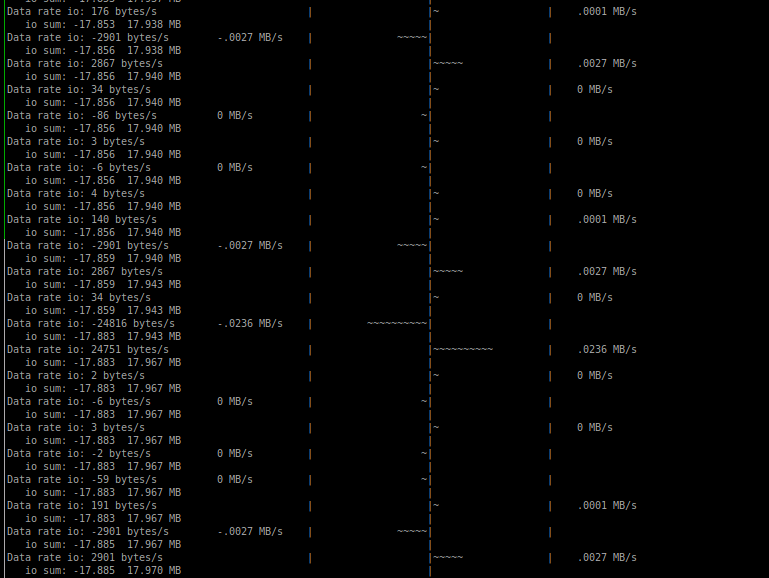 io sum: -17.853  17.937 MB
Data rate io: 176 bytes/s | |~ | .0001 MB/s
io sum: -17.853  17.938 MB |
Data rate io: -2901 bytes/s -.0027 MB/s | ~~~~~| |
io sum: -17.856  17.938 MB |
Data rate io: 2867 bytes/s | |~~~~~ | .0027 MB/s
io sum: -17.856  17.940 MB |
Data rate io: 34 bytes/s | |~ | 0 MB/s
io sum: -17.856  17.940 MB |
Data rate io: -86 bytes/s 0 MB/s | ~| |
io sum: -17.856  17.940 MB |
Data rate io: 3 bytes/s | |~ | 0 MB/s
io sum: -17.856  17.940 MB |
Data rate io: -6 bytes/s 0 MB/s | ~| |
io sum: -17.856  17.940 MB |
Data rate io: 4 bytes/s | |~ | 0 MB/s
io sum: -17.856  17.940 MB |
Data rate io: 140 bytes/s | |~ | .0001 MB/s
io sum: -17.856  17.940 MB |
Data rate io: -2901 bytes/s -.0027 MB/s | ~~~~~| |
io sum: -17.859  17.940 MB |
Data rate io: 2867 bytes/s | |~~~~~ | .0027 MB/s
io sum: -17.859  17.943 MB |
Data rate io: 34 bytes/s | |~ | 0 MB/s
io sum: -17.859  17.943 MB |
Data rate io: -24816 bytes/s -.0236 MB/s | ~~~~~~~~~~| |
io sum: -17.883  17.943 MB |
Data rate io: 24751 bytes/s | |~~~~~~~~~~ | .0236 MB/s
io sum: -17.883  17.967 MB |
Data rate io: 2 bytes/s | |~ | 0 MB/s
io sum: -17.883  17.967 MB |
Data rate io: -6 bytes/s 0 MB/s | ~| |
io sum: -17.883  17.967 MB |
Data rate io: 3 bytes/s | |~ | 0 MB/s
io sum: -17.883  17.967 MB |
Data rate io: -2 bytes/s 0 MB/s | ~| |
io sum: -17.883  17.967 MB |
Data rate io: -59 bytes/s 0 MB/s | ~| |
io sum: -17.883  17.967 MB |
Data rate io: 191 bytes/s | |~ | .0001 MB/s
io sum: -17.883  17.967 MB |
Data rate io: -2901 bytes/s -.0027 MB/s | ~~~~~| |
io sum: -17.885  17.967 MB |
Data rate io: 2901 bytes/s | |~~~~~ | .0027 MB/s
io sum: -17.885  17.970 MB |